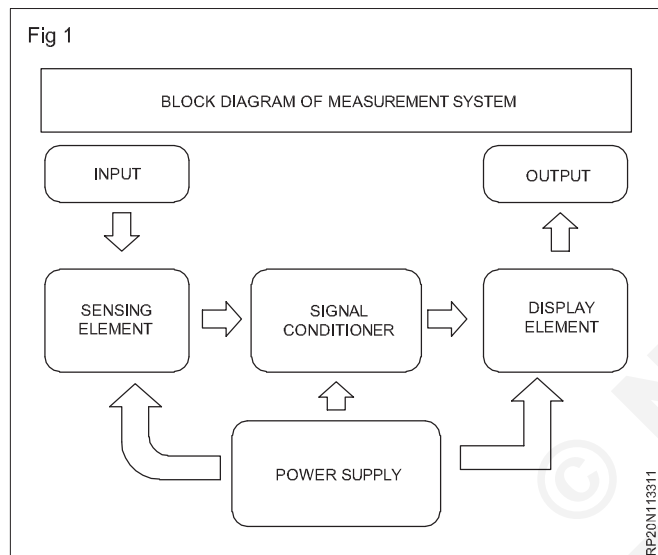 Fig 1
BLOCK DIAGRAM OF MEASUREMENT SYSTEM
INPUT
OUTPUT
SENSING
ELEMENT
SIGNAL
CONDITIONER
DISPLAY
ELEMENT
POWER SUPPLY
RP20N113311